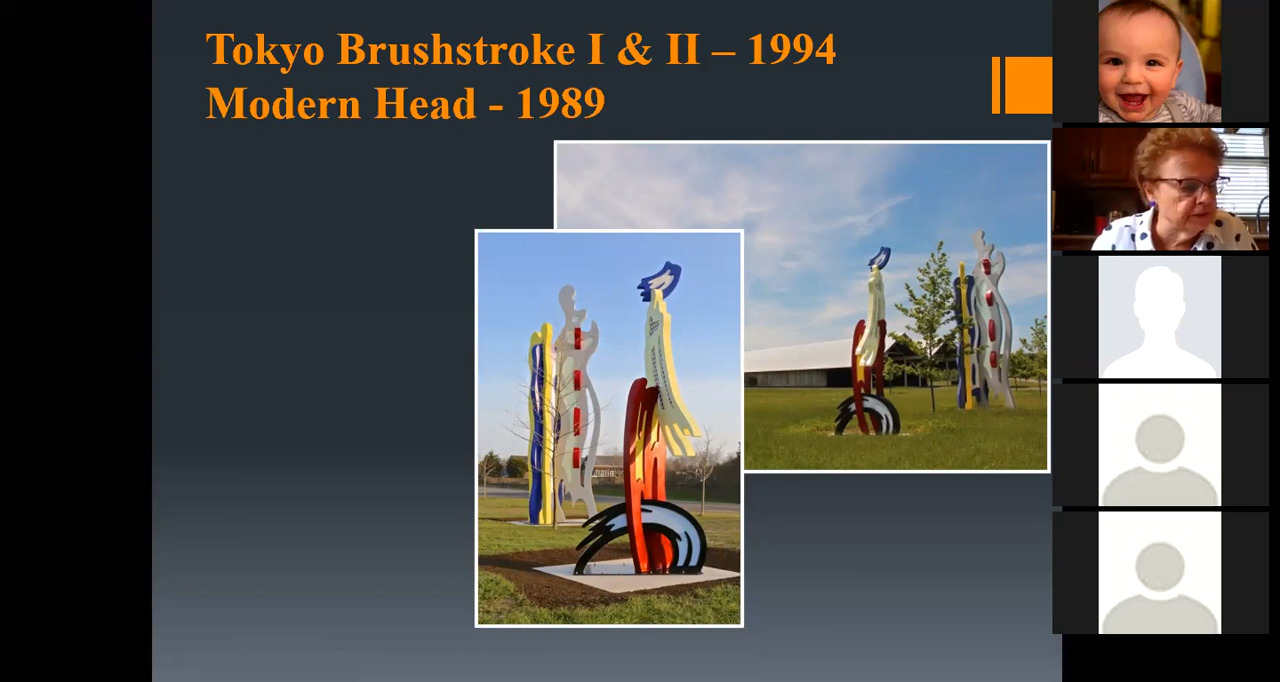 Tokyo Brushstroke I & II – 1994
Modern Head - 1989